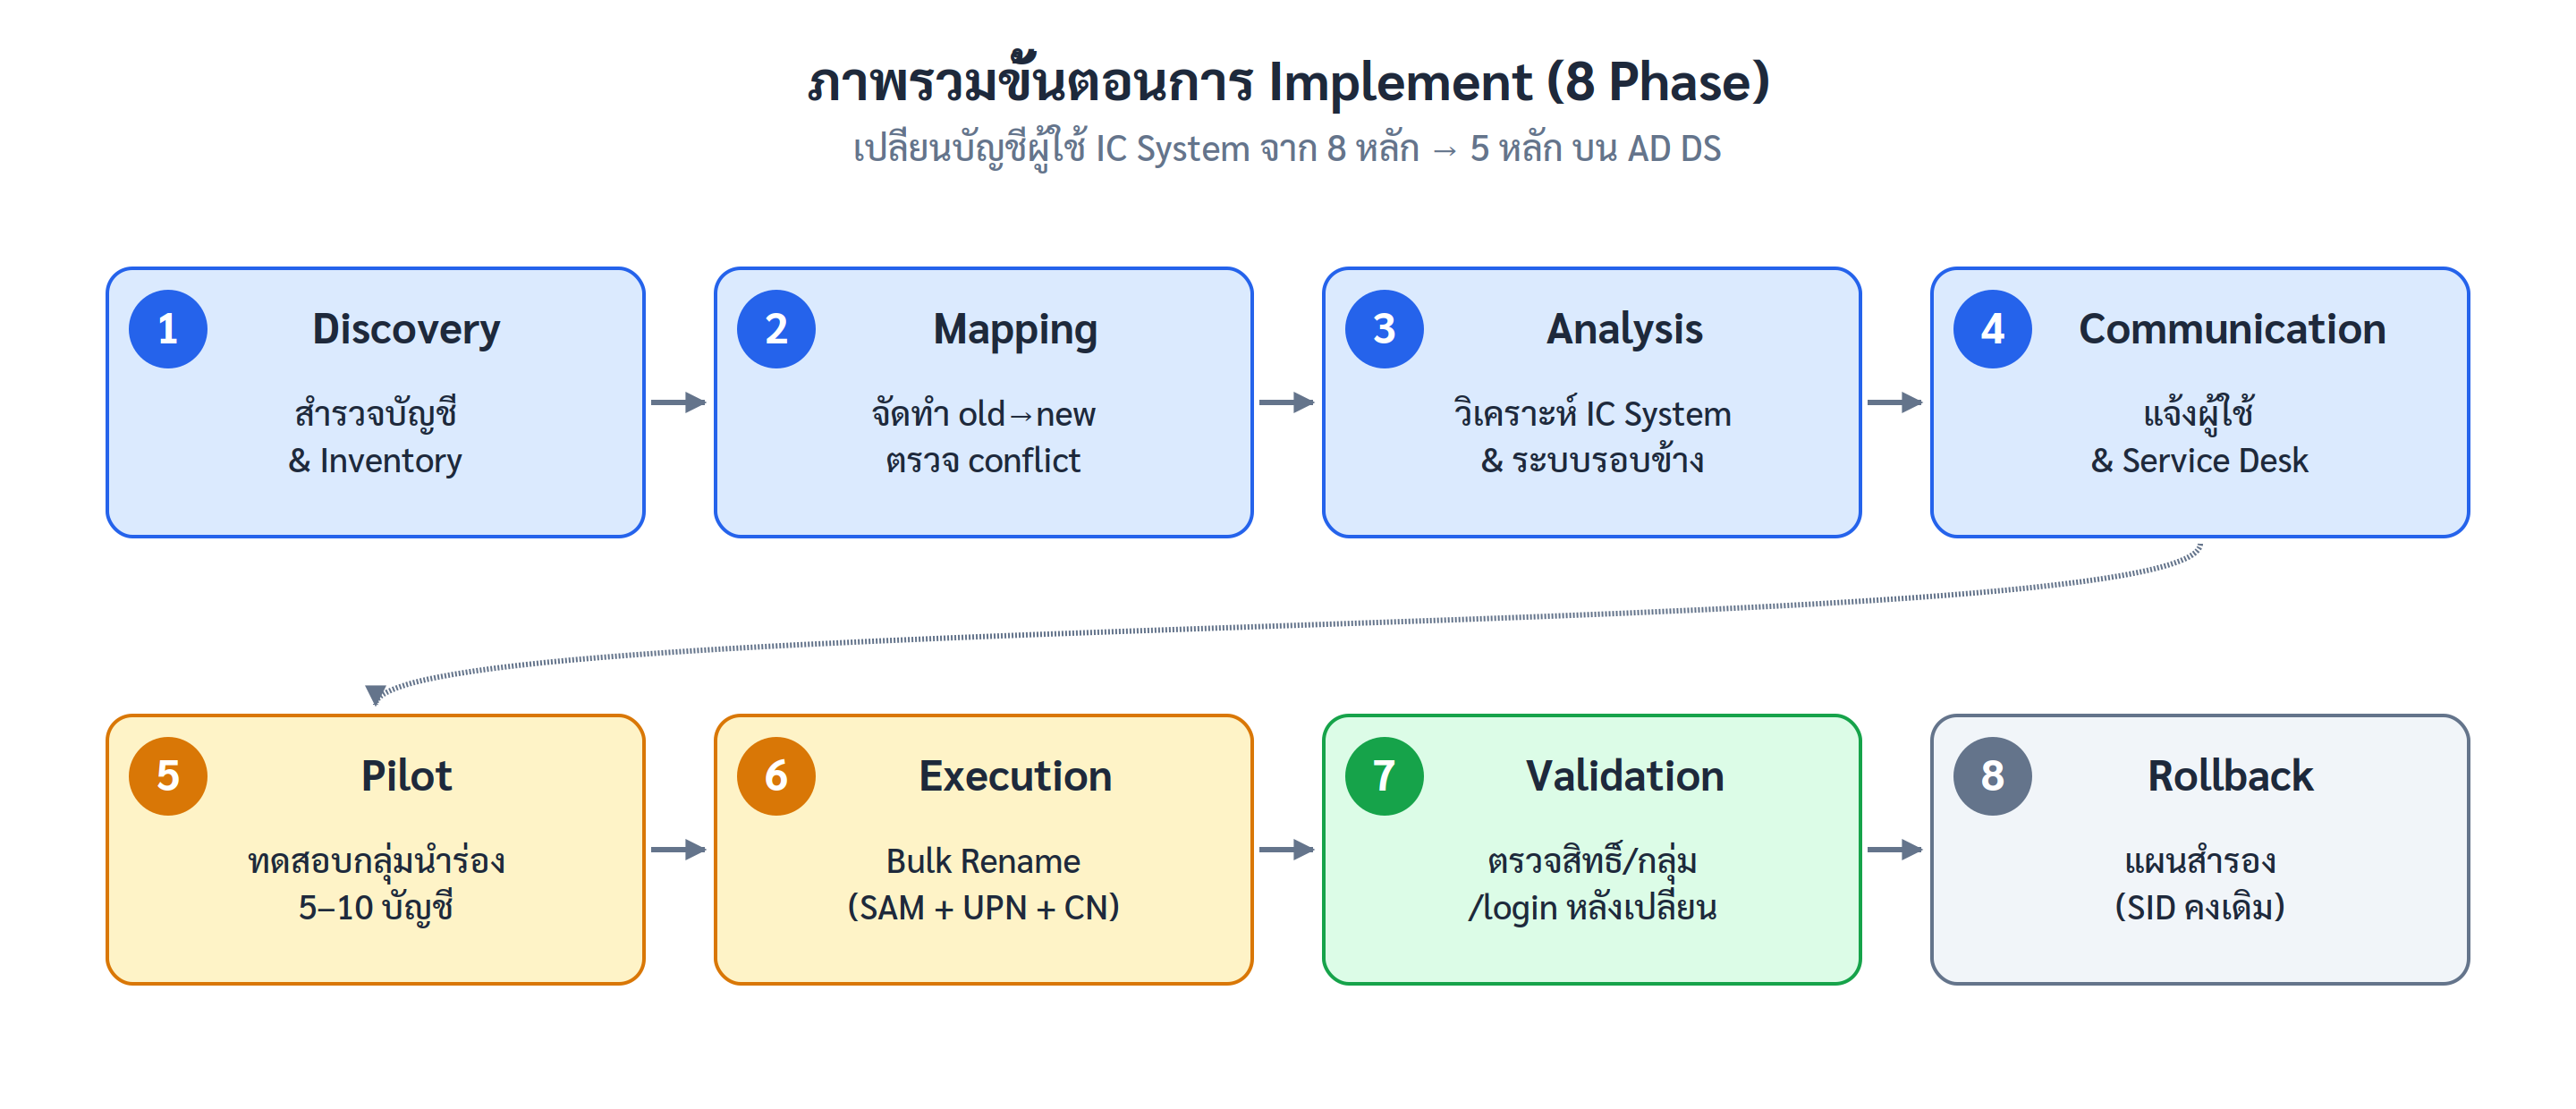 ภาพรวมขั้นตอนการ Implement (8 Phase)
เปลี่ยนบัญชีผู้ใช้ IC System จาก 8 หลัก → 5 หลัก บน AD DS
1
Discovery
สำรวจบัญชี
& Inventory
2
Mapping
จัดทำ old→new
ตรวจ conflict
3
Analysis
วิเคราะห์ IC System
& ระบบรอบข้าง
4
Communication
แจ้งผู้ใช้
& Service Desk
5
Pilot
ทดสอบกลุ่มนำร่อง
5–10 บัญชี
6
Execution
Bulk Rename
(SAM + UPN + CN)
7
Validation
ตรวจสิทธิ์/กลุ่ม
/login หลังเปลี่ยน
8
Rollback
แผนสำรอง
(SID คงเดิม)